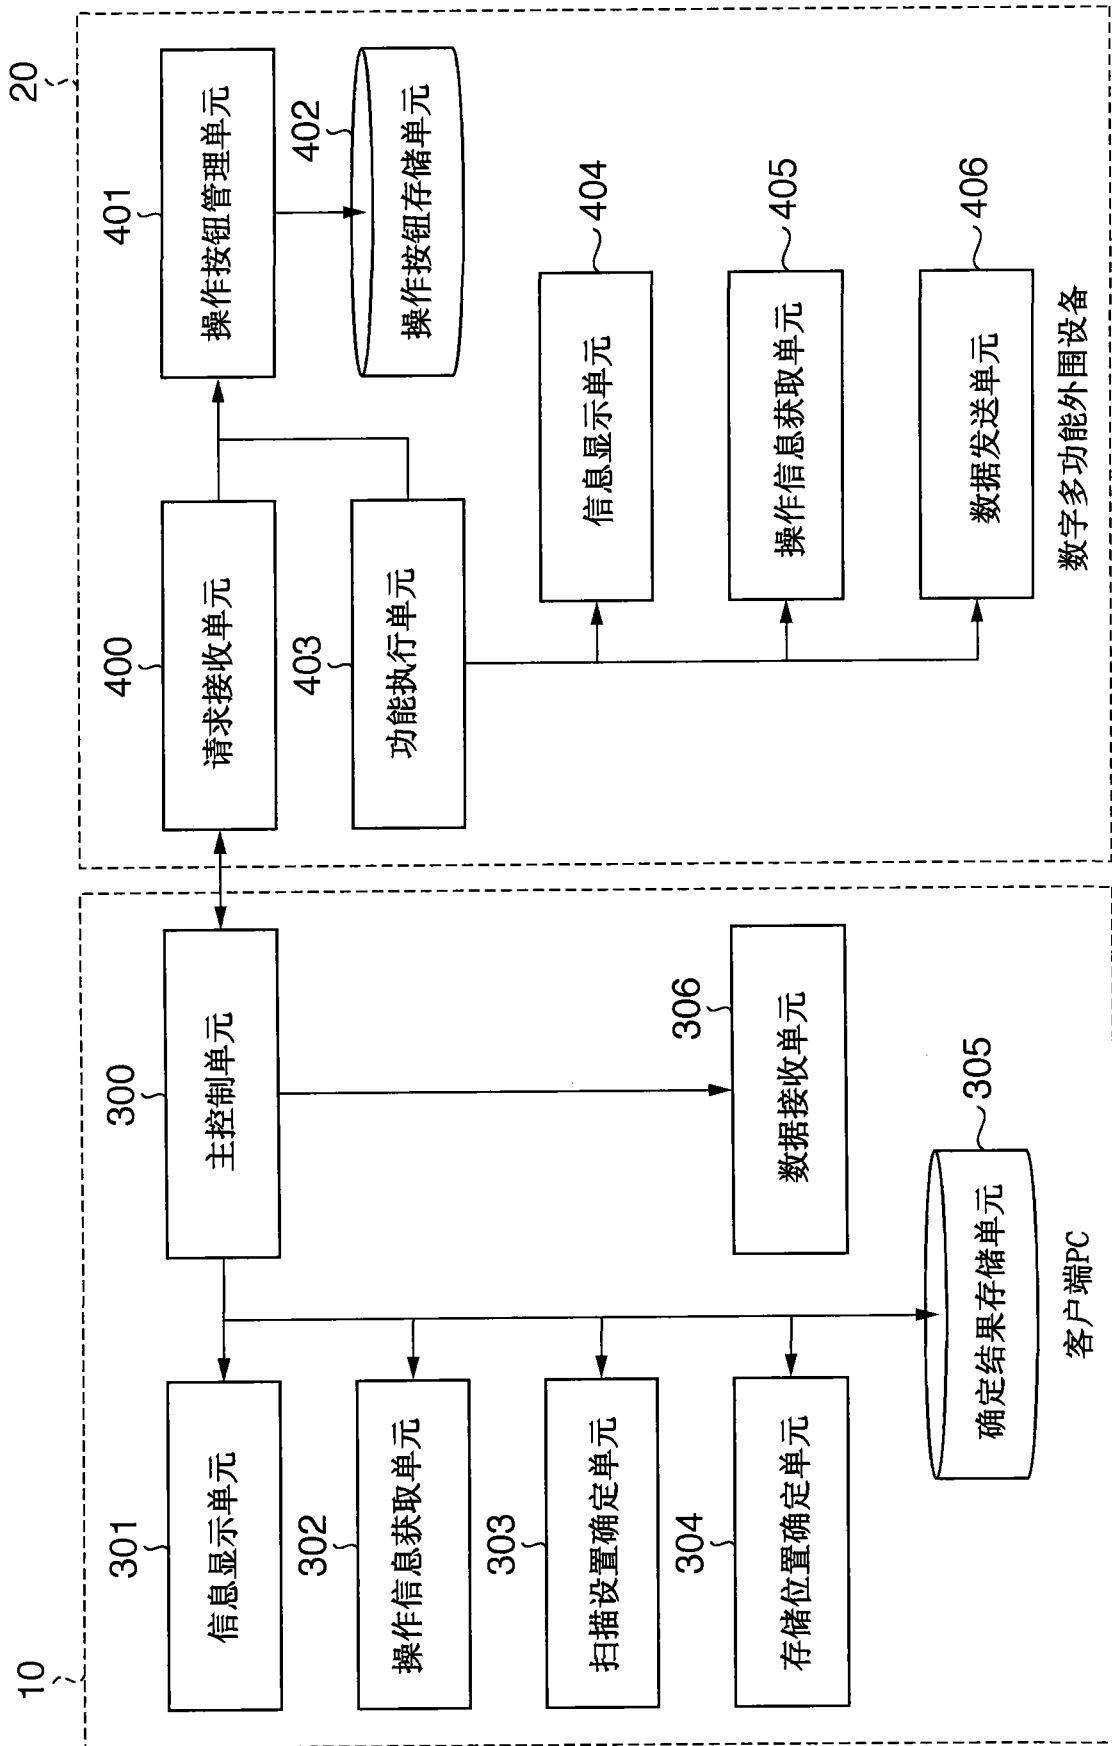 10
300
主控制单元
301
信息显示单元
302
操作信息获取单元
303
扫描设置确定单元
304
存储位置确定单元
306
数据接收单元
305
确定结果存储单元
客户端PC
20
400
请求接收单元
401
操作按钮管理单元
402
操作按钮存储单元
403
功能执行单元
404
信息显示单元
405
操作信息获取单元
406
数据发送单元
数字多功能外围设备